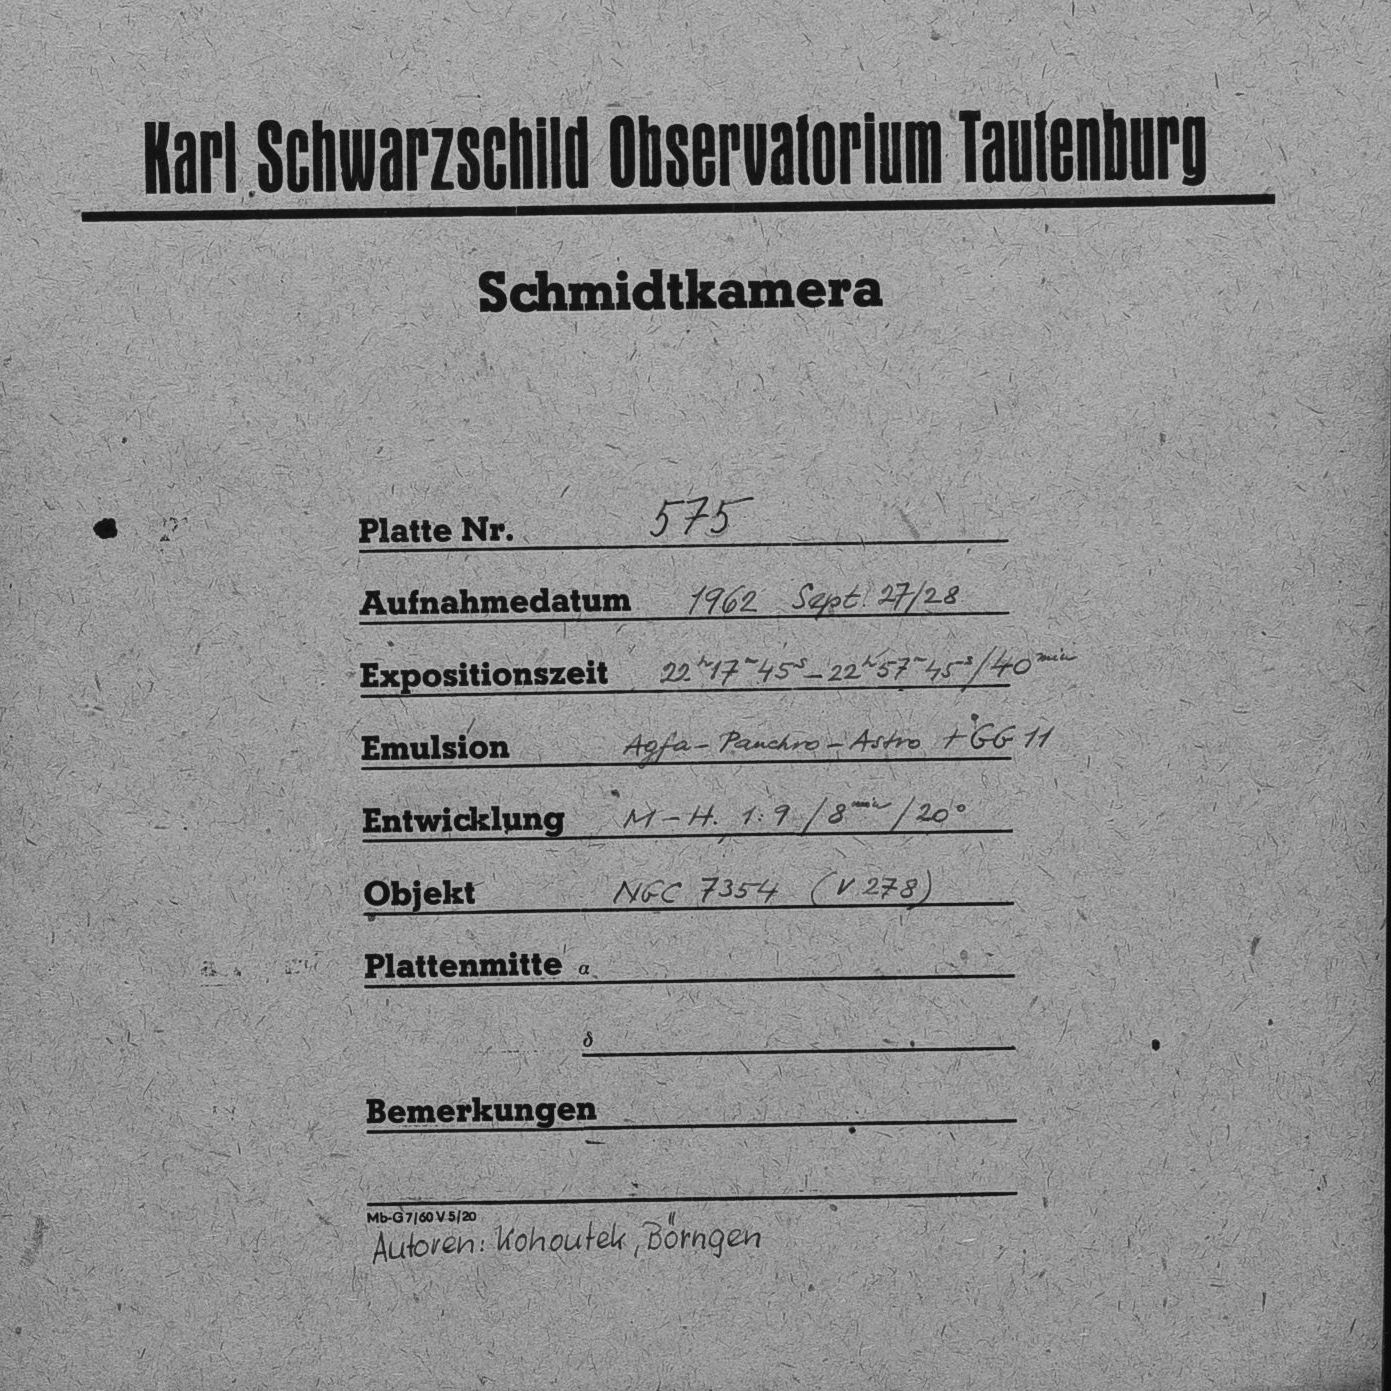 Karl Schwarzschild Observatorium Tautenburg
Schmidtkamera
Platte Nr. 575
Aufnahmedatum 1962 Sept. 27/28
Expositionszeit 22ʰ17ᵐ45ˢ – 22ʰ57ᵐ45ˢ/40ᵐⁱⁿ
Emulsion Agfa – Panchro – Astro + GG 11
Entwicklung M – H. 1:9 / 8ᵐⁱⁿ / 20°
Objekt NGC 7354 (V 278)
Plattenmitte α
δ
Bemerkungen
Mb-G 7/60 V 5/20
Autoren: Kohoutek, Börngen